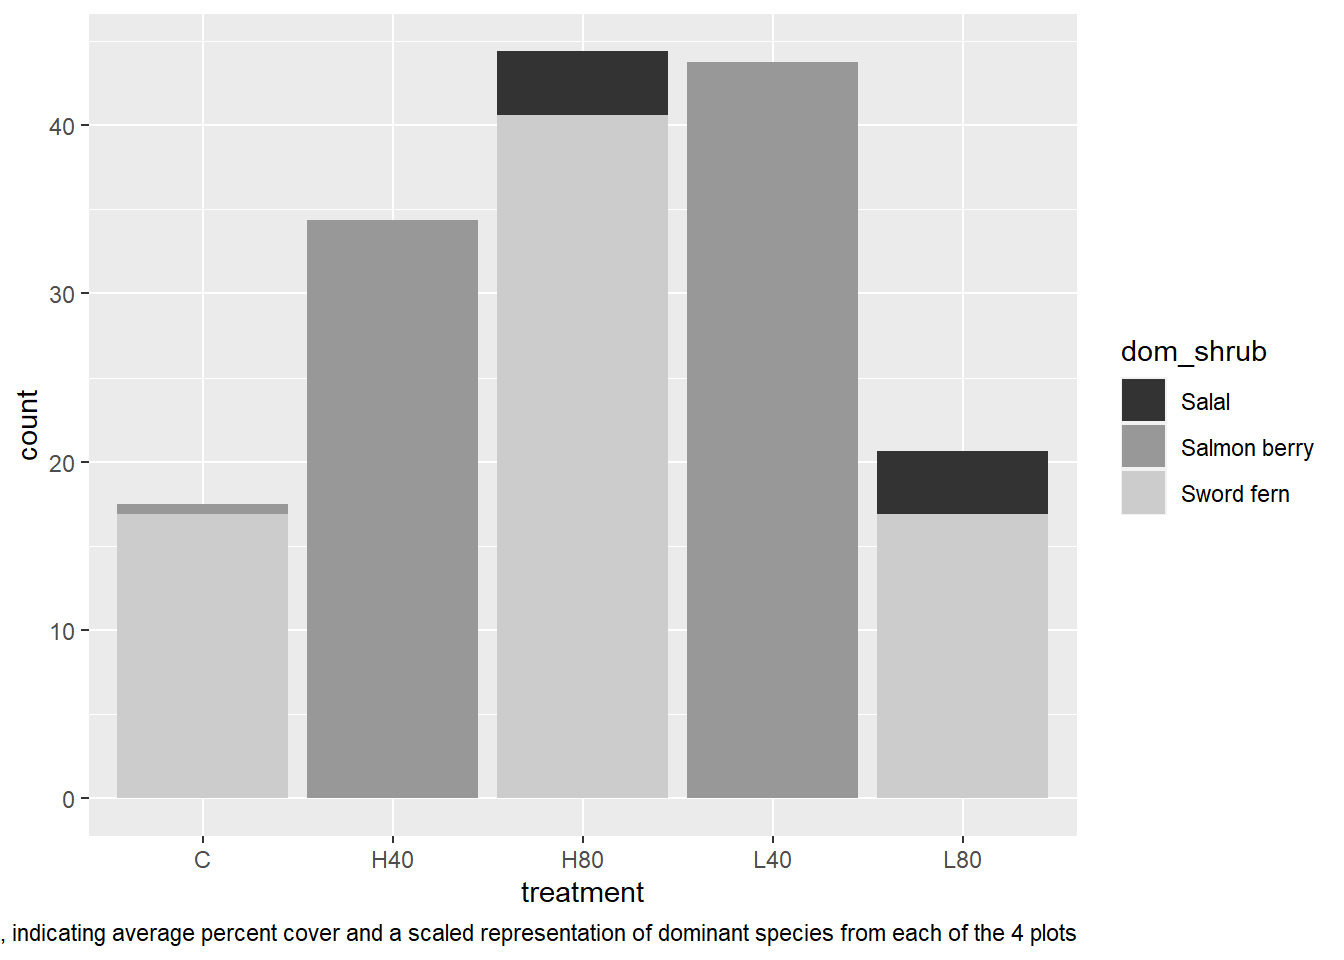 40
30
20
10
0
count
C H40 H80 L40 L80
treatment
dom_shrub
Salal
Salmon berry
Sword fern
, indicating average percent cover and a scaled representation of dominant species from each of the 4 plots